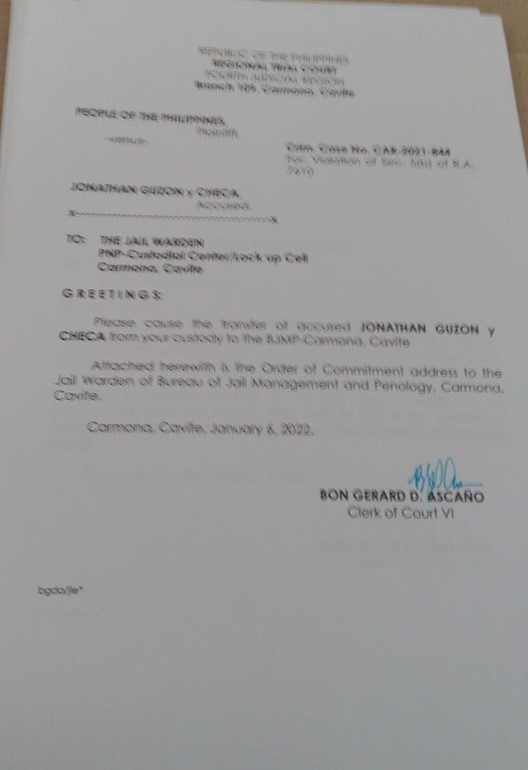 REPUBLIC OF THE PHILIPPINES
REGIONAL TRIAL COURT
FOURTH JUDICIAL REGION
Branch Carmona, Cavite
PEOPLE OF THE PHILIPPINES,
Plaintiff,
-versus-
Crim. Case No. CAR-2021-844
For: Violation of Sec. 5(b) of R.A.
7610
JONATHAN GUZON y CHECA,
Accused.
x-----------------------------------------x
TO: THE JAIL WARDEN
PNP-Custodial Center/Lock up Cell
Carmona, Cavite
G R E E T I N G S:
Please cause the transfer of accused JONATHAN GUZON y
CHECA from your custody to the BJMP-Carmona, Cavite
Attached herewith is the Order of Commitment address to the
Jail Warden of Bureau of Jail Management and Penology, Carmona,
Cavite.
Carmona, Cavite, January 6, 2022.
BON GERARD D. ASCAÑO
Clerk of Court VI
bgda/jle*